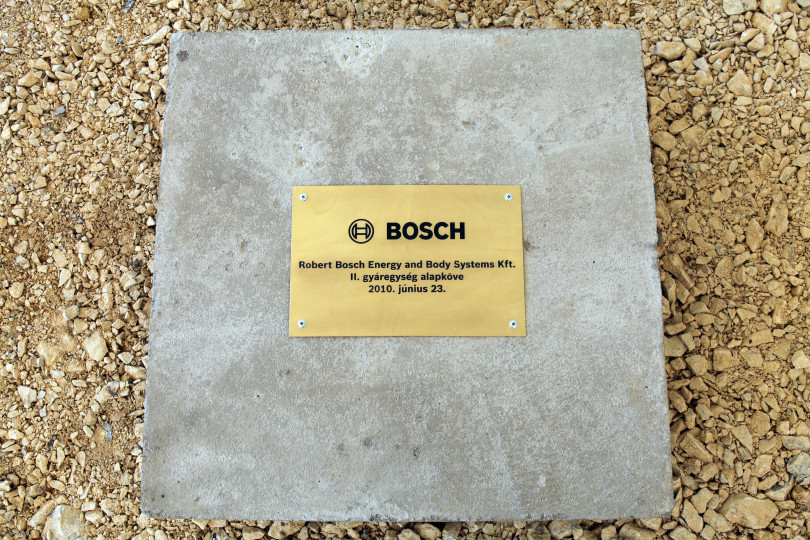 BOSCH
Robert Bosch Energy and Body Systems Kft.
II. gyáregység alapköve
2010. június 23.